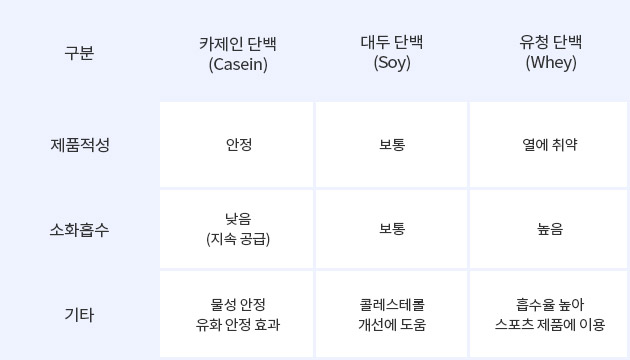 구분
카제인 단백
(Casein)
대두 단백
(Soy)
유청 단백
(Whey)
제품적성
안정
보통
열에 취약
소화흡수
낮음
(지속 공급)
보통
높음
기타
물성 안정
유화 안정 효과
콜레스테롤
개선에 도움
흡수율 높아
스포츠 제품에 이용